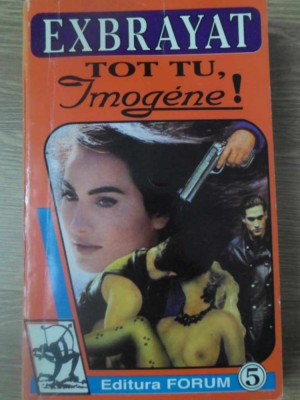 EXBRAYAT
TOT TU,
Imogéne!
Editura FORUM 5